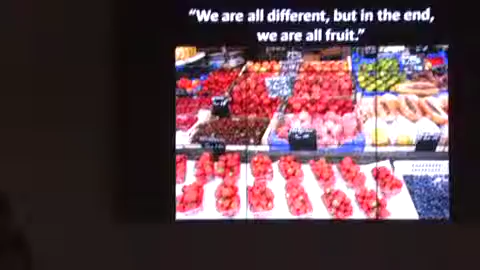 “We are all different, but in the end,
we are all fruit.”